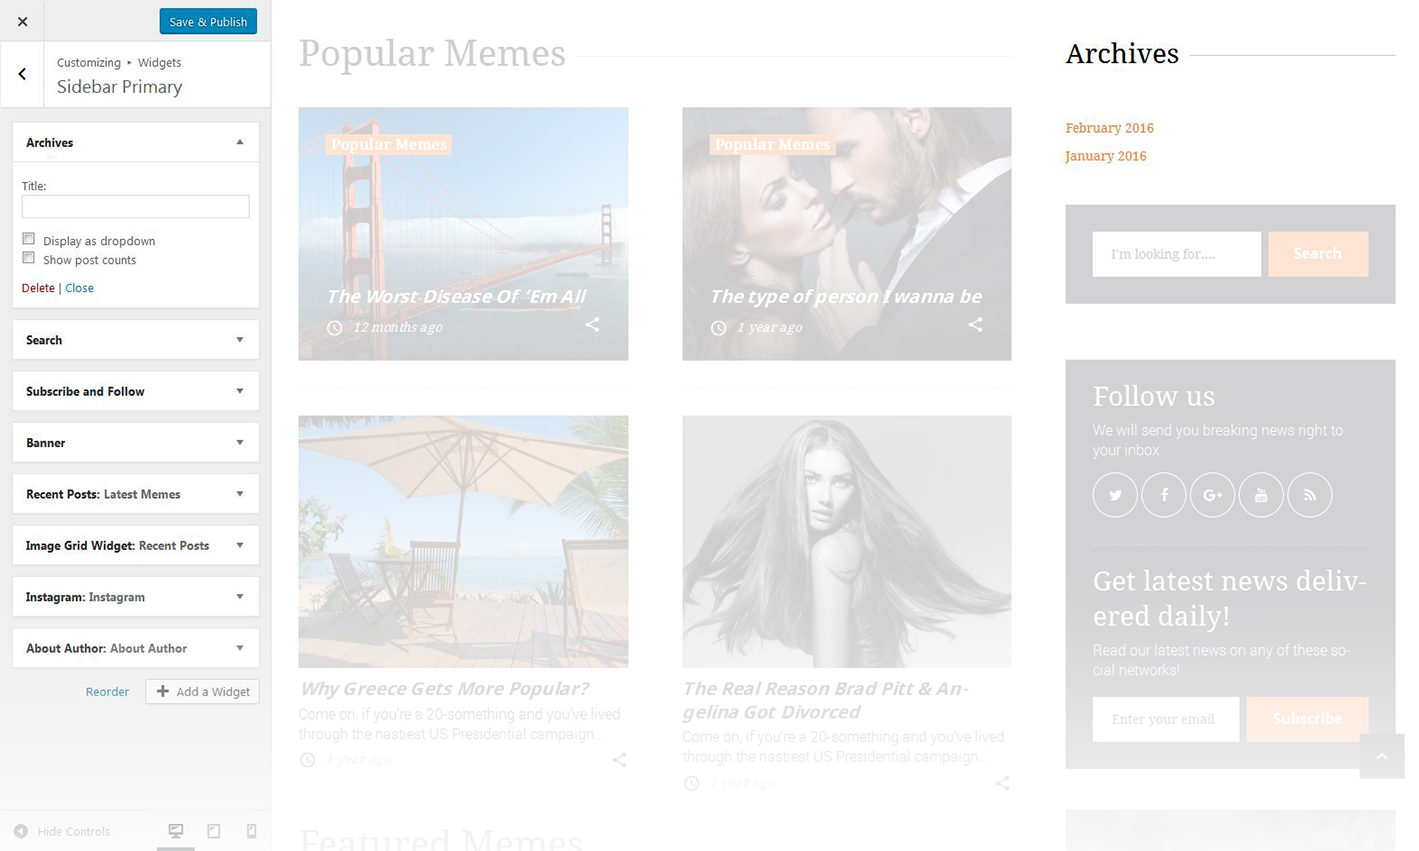 Save & Publish
Customizing ▸ Widgets
Sidebar Primary
Archives
Title:
Display as dropdown
Show post counts
Delete | Close
Search
Subscribe and Follow
Banner
Recent Posts: Latest Memes
Image Grid Widget: Recent Posts
Instagram: Instagram
About Author: About Author
Reorder
Add a Widget
Hide Controls
Popular Memes
Popular Memes
The Worst Disease Of ‘Em All
12 months ago
Popular Memes
The type of person I wanna be
1 year ago
Why Greece Gets More Popular?
Come on, if you're a 20-something and you've lived
through the nastiest US Presidential campaign...
1 year ago
The Real Reason Brad Pitt & An-
gelina Got Divorced
Come on, if you're a 20-something and you've lived
through the nastiest US Presidential campaign...
1 year ago
Featured Memes
Archives
February 2016
January 2016
I'm looking for....
Search
Follow us
We will send you breaking news right to
your inbox
Get latest news deliv-
ered daily!
Read our latest news on any of these so-
cial networks!
Enter your email
Subscribe